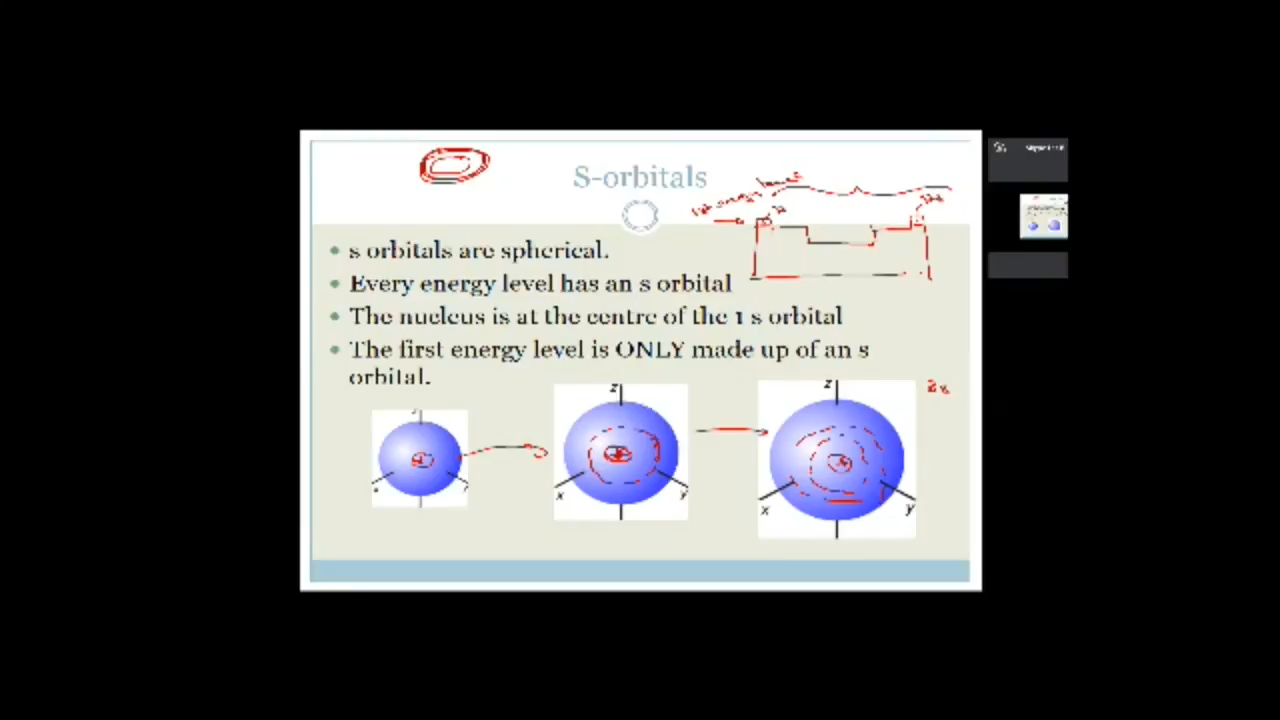 S-orbitals
s orbitals are spherical.
Every energy level has an s orbital
The nucleus is at the centre of the 1 s orbital
The first energy level is ONLY made up of an s
orbital.
z
z
x
y
x
y